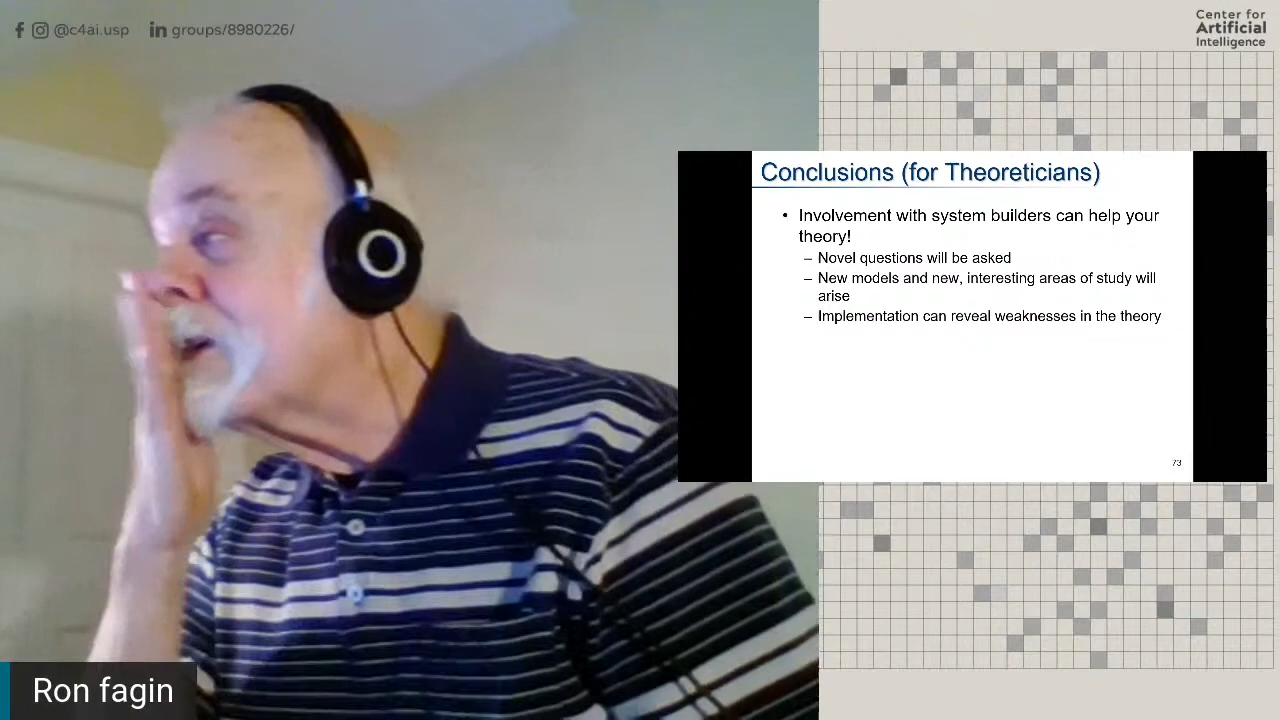 @c4ai.usp
groups/8980226/
Center for
Artificial
Intelligence
Conclusions (for Theoreticians)
• Involvement with system builders can help your
theory!
– Novel questions will be asked
– New models and new, interesting areas of study will
arise
– Implementation can reveal weaknesses in the theory
73
Ron fagin